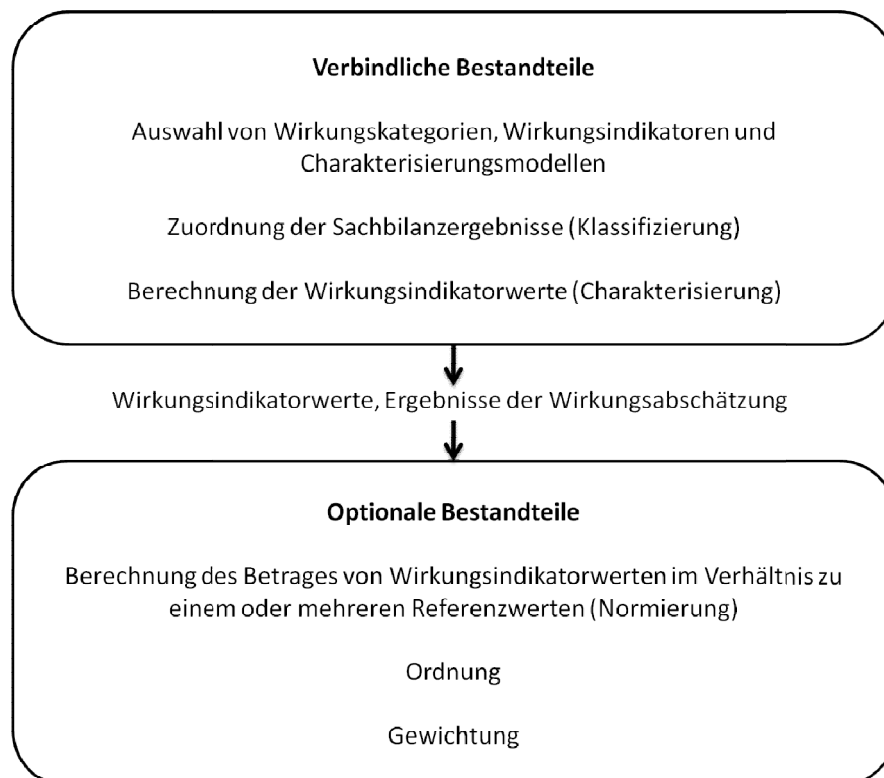 Verbindliche Bestandteile
Auswahl von Wirkungskategorien, Wirkungsindikatoren und
Charakterisierungsmodellen
Zuordnung der Sachbilanzergebnisse (Klassifizierung)
Berechnung der Wirkungsindikatorwerte (Charakterisierung)
Wirkungsindikatorwerte, Ergebnisse der Wirkungsabschätzung
Optionale Bestandteile
Berechnung des Betrages von Wirkungsindikatorwerten im Verhältnis zu
einem oder mehreren Referenzwerten (Normierung)
Ordnung
Gewichtung